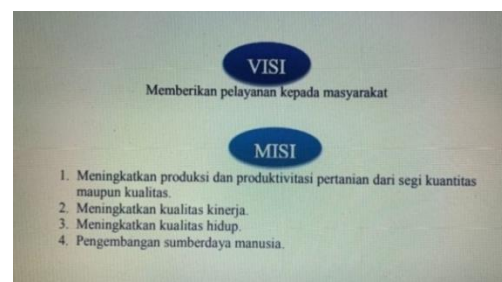 VISI
Memberikan pelayanan kepada masyarakat
MISI
1. Meningkatkan produksi dan produktivitasi pertanian dari segi kuantitas
maupun kualitas.
2. Meningkatkan kualitas kinerja.
3. Meningkatkan kualitas hidup.
4. Pengembangan sumberdaya manusia.